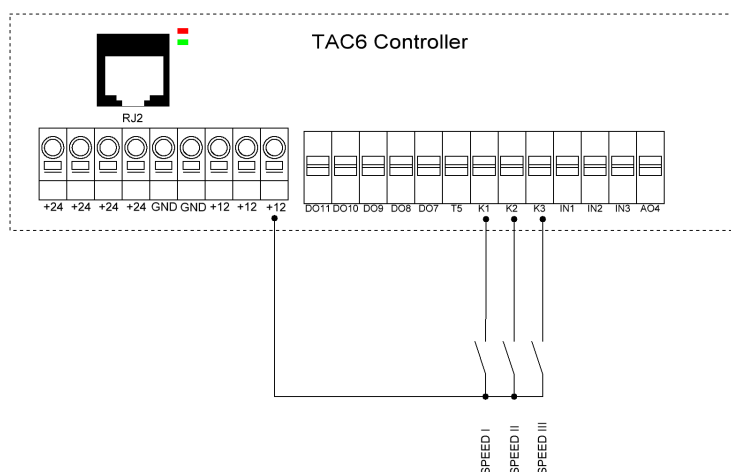 TAC6 Controller
RJ2
+24 +24 +24 +24 GND GND +12 +12 +12
DO11 DO10 DO9 DO8 DO7 T5 K1 K2 K3 IN1 IN2 IN3 AO4
SPEED I
SPEED II
SPEED III